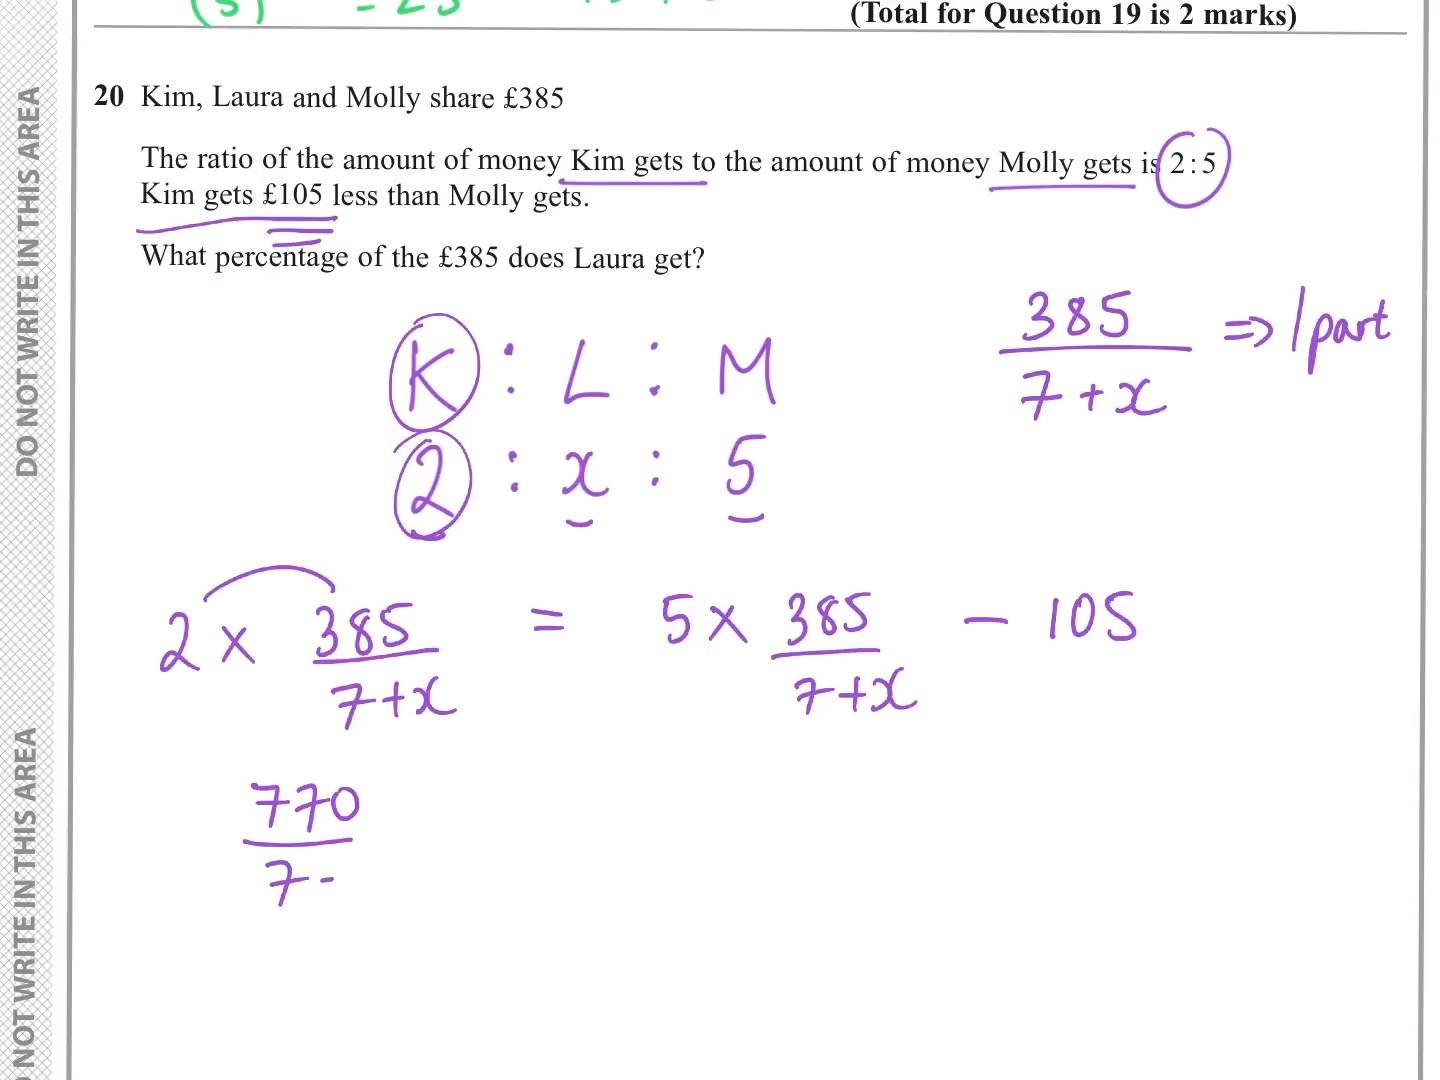 (5) = 25
(Total for Question 19 is 2 marks)
20 Kim, Laura and Molly share £385
The ratio of the amount of money Kim gets to the amount of money Molly gets is 2 : 5
Kim gets £105 less than Molly gets.
What percentage of the £385 does Laura get?
K : L : M
2 : x : 5
385
7 + x
⇒ 1 part
2 × 385 = 5 × 385 − 105
7 + x 7 + x
770
7 -
DO NOT WRITE IN THIS AREA
DO NOT WRITE IN THIS AREA